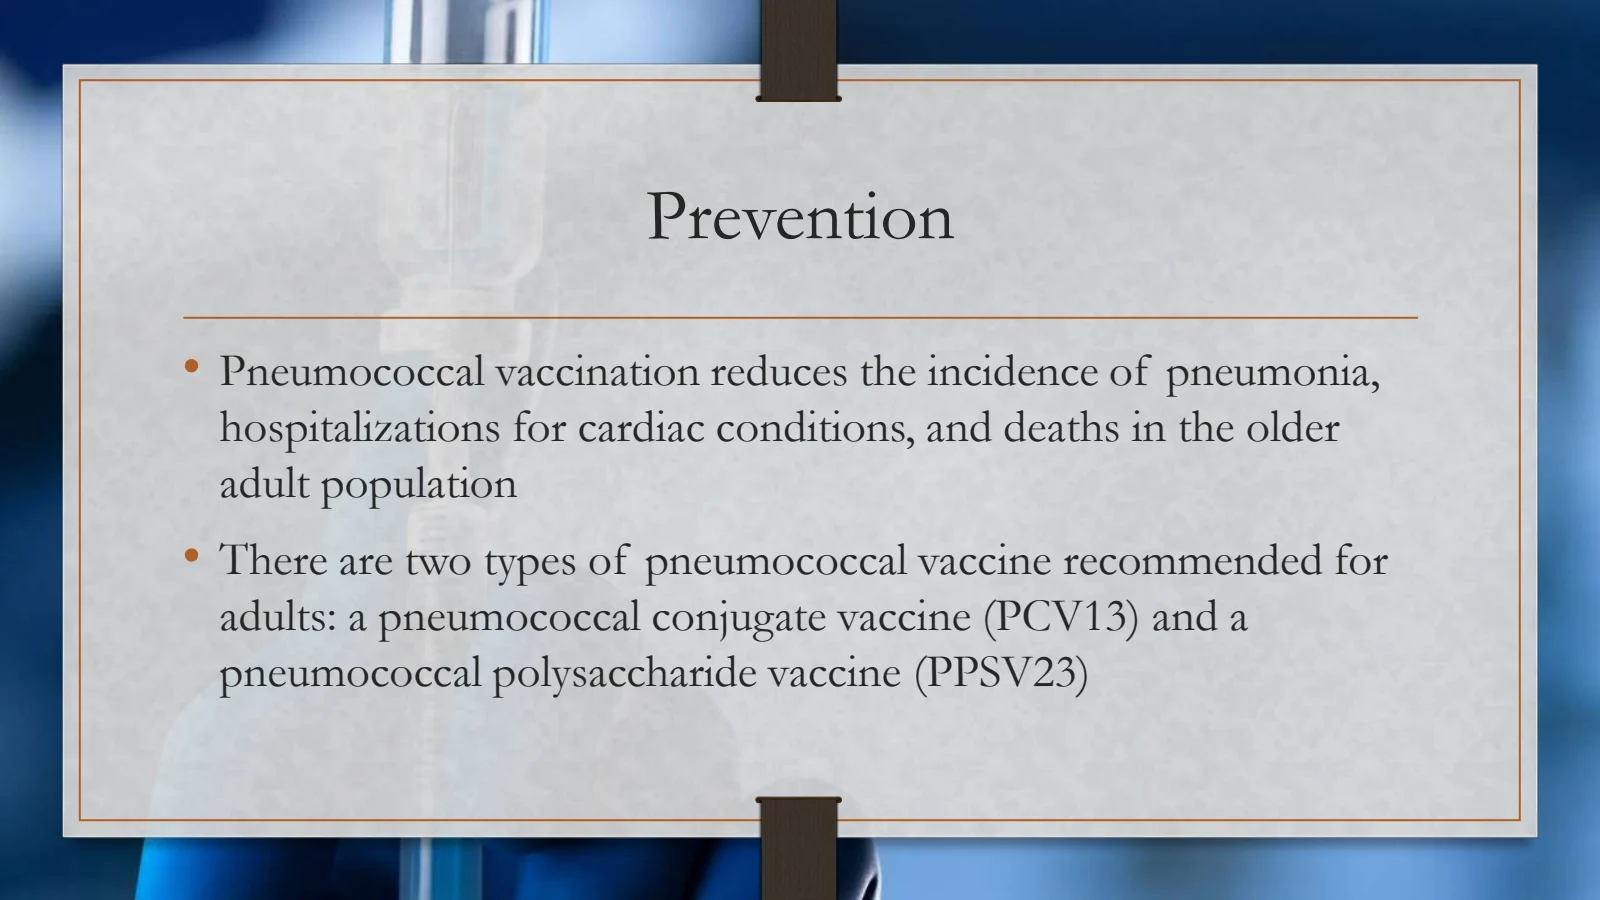 Prevention
• Pneumococcal vaccination reduces the incidence of pneumonia,
hospitalizations for cardiac conditions, and deaths in the older
adult population
• There are two types of pneumococcal vaccine recommended for
adults: a pneumococcal conjugate vaccine (PCV13) and a
pneumococcal polysaccharide vaccine (PPSV23)